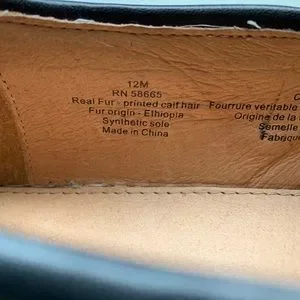 12M
RN 58665
Real Fur - printed calf hair
Fur origin - Ethiopia
Synthetic sole
Made in China
Fourrure véritable
Origine de la
Semelle
Fabriqu